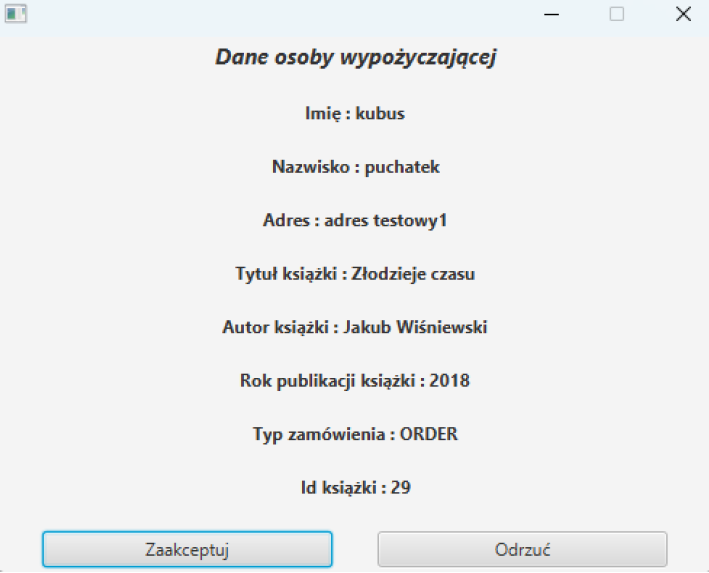 Dane osoby wypożyczającej
Imię : kubus
Nazwisko : puchatek
Adres : adres testowy1
Tytuł książki : Złodzieje czasu
Autor książki : Jakub Wiśniewski
Rok publikacji książki : 2018
Typ zamówienia : ORDER
Id książki : 29
Zaakceptuj
Odrzuć